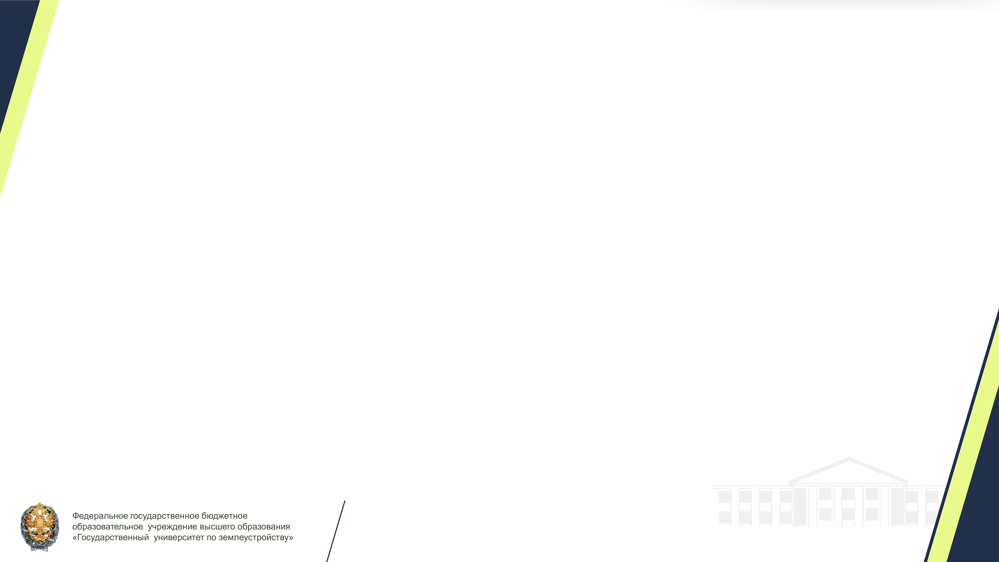 Федеральное государственное бюджетное
образовательное  учреждение высшего образования
«Государственный  университет по землеустройству»